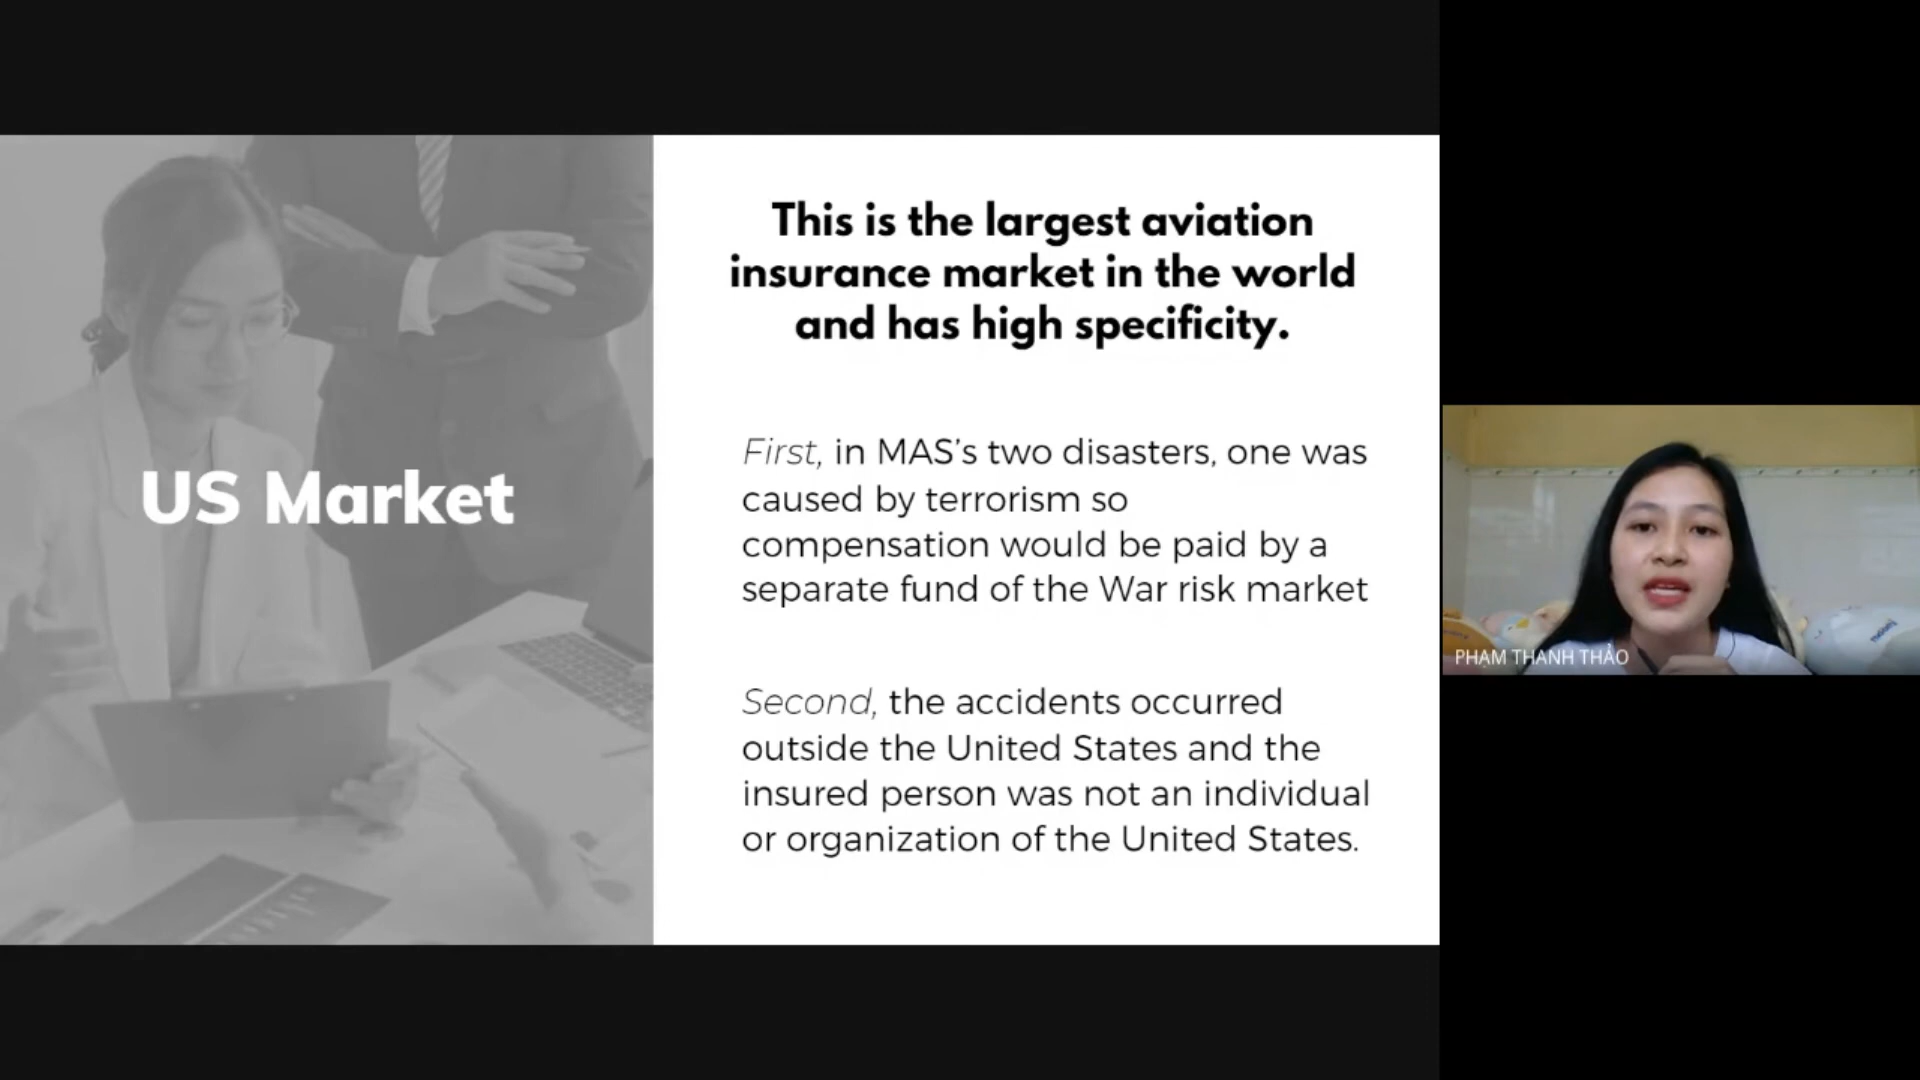 US Market
This is the largest aviation
insurance market in the world
and has high specificity.
First, in MAS's two disasters, one was
caused by terrorism so
compensation would be paid by a
separate fund of the War risk market
Second, the accidents occurred
outside the United States and the
insured person was not an individual
or organization of the United States.
PHẠM THANH THẢO